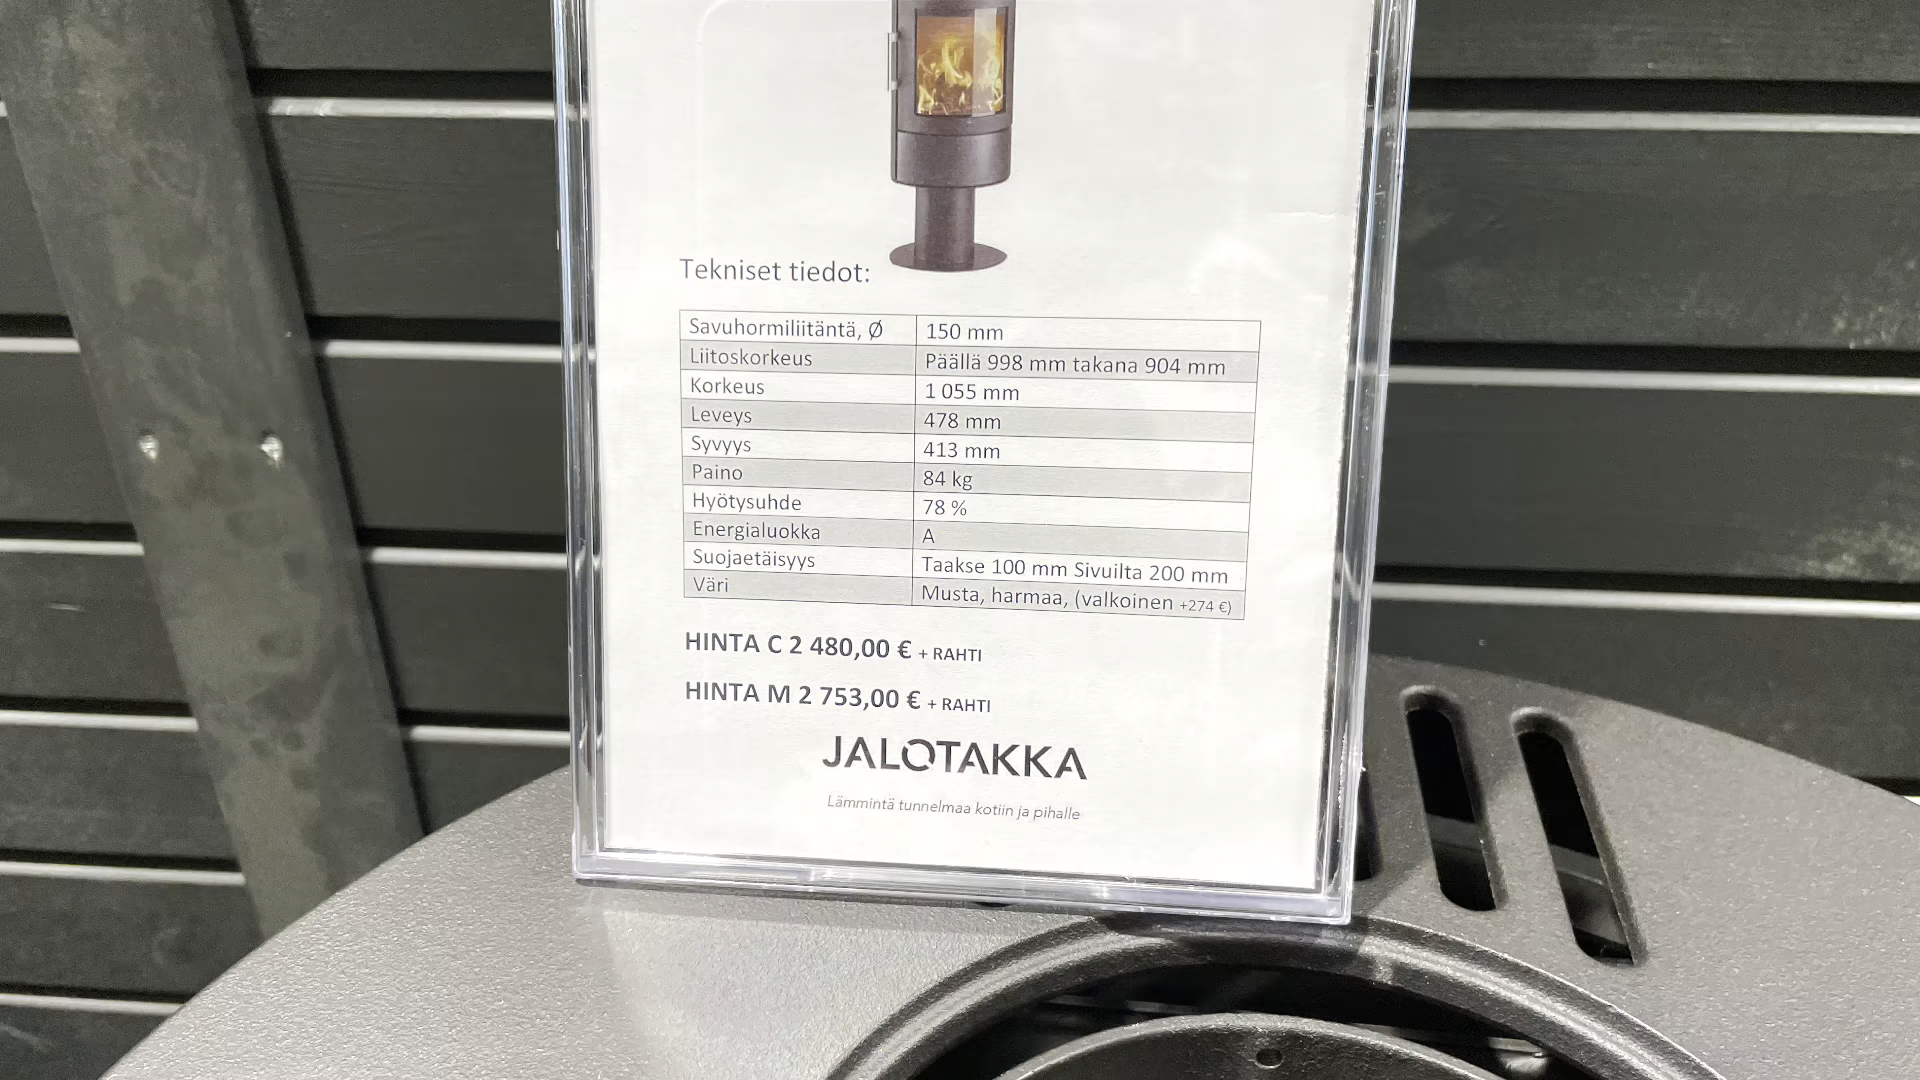 Tekniset tiedot:
Savuhormiliitäntä, Ø 150 mm
Liitoskorkeus Päällä 998 mm takana 904 mm
Korkeus 1 055 mm
Leveys 478 mm
Syvyys 413 mm
Paino 84 kg
Hyötysuhde 78 %
Energialuokka A
Suojaetäisyys Taakse 100 mm Sivuilta 200 mm
Väri Musta, harmaa, (valkoinen +274 €)
HINTA C 2 480,00 € + RAHTI
HINTA M 2 753,00 € + RAHTI
JALOTAKKA
Lämmintä tunnelmaa kotiin ja pihalle